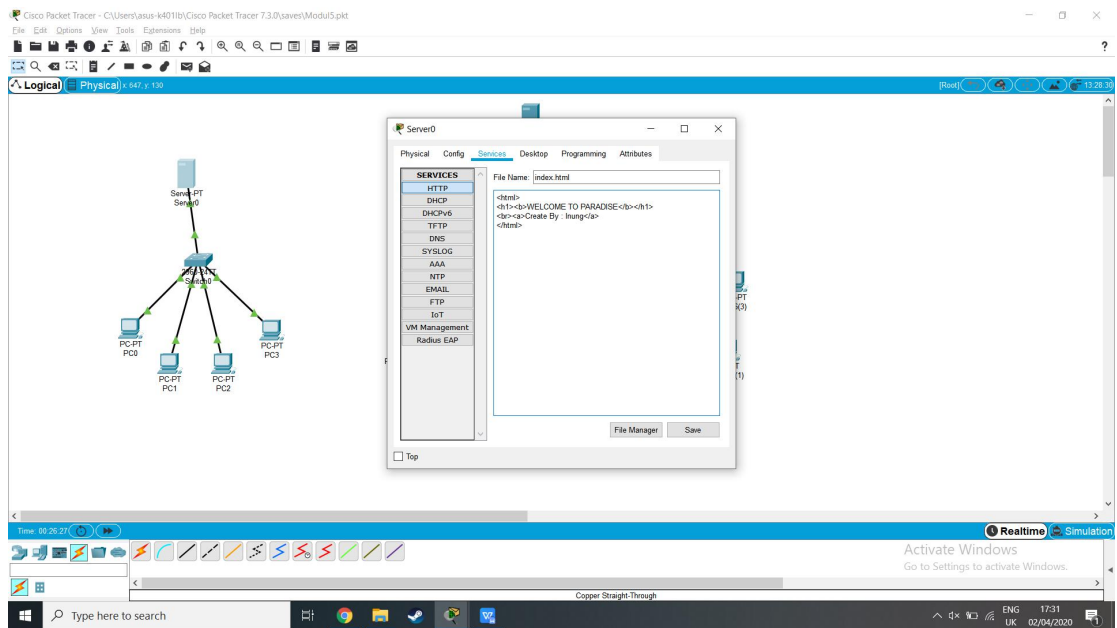 Cisco Packet Tracer - C:\Users\asus-k401lb\Cisco Packet Tracer 7.3.0\saves\Modul5.pkt
File Edit Options View Tools Extensions Help
?
Logical Physical x: 647, y: 130 [Root] 13:28:30
Server0
Physical Config Services Desktop Programming Attributes
SERVICES
HTTP
DHCP
DHCPv6
TFTP
DNS
SYSLOG
AAA
NTP
EMAIL
FTP
IoT
VM Management
Radius EAP
File Name: index.html
<html>
<h1><b>WELCOME TO PARADISE</b></h1>
<br><a>Create By : Inung</a>
</html>
File Manager Save
Top
Server-PT
Server0
2960-24TT
Switch0
PC-PT
PC0
PC-PT
PC1
PC-PT
PC2
PC-PT
PC3
(3)
(1)
Time: 00:26:27
Realtime Simulation
Activate Windows
Go to Settings to activate Windows.
Copper Straight-Through
Type here to search
ENG 17:31
UK 02/04/2020